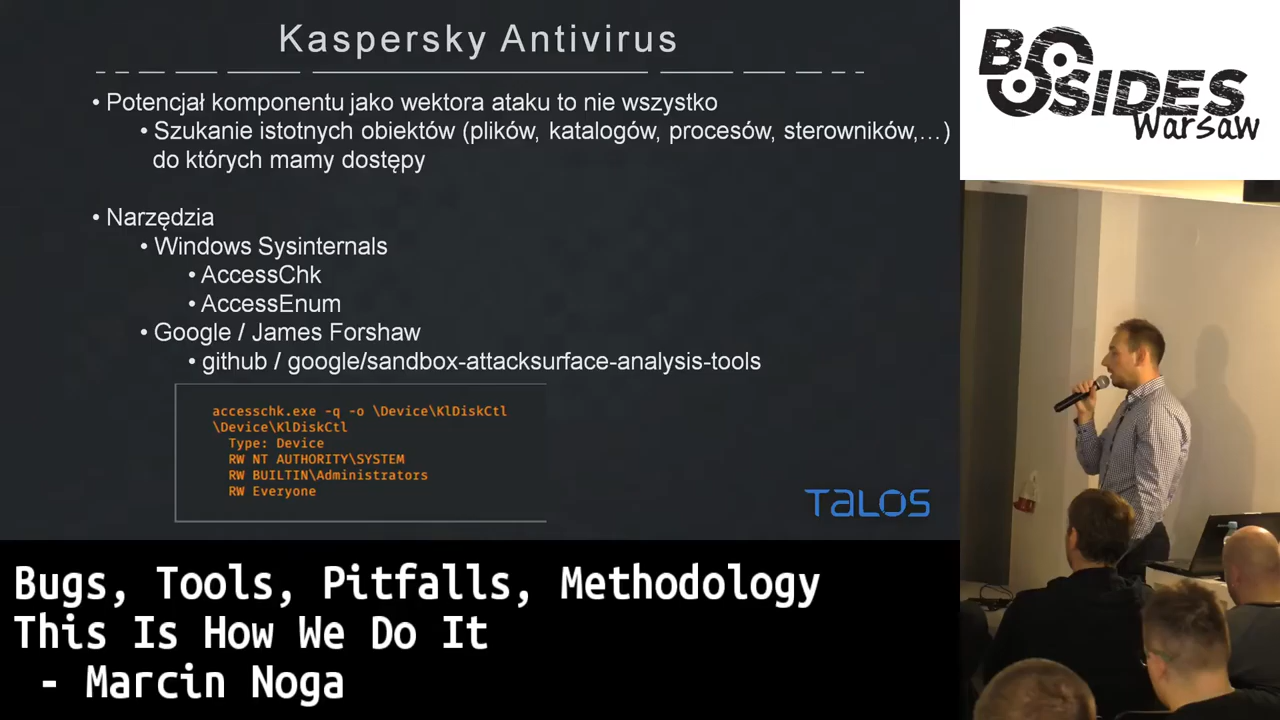 Kaspersky Antivirus
• Potencjał komponentu jako wektora ataku to nie wszystko
• Szukanie istotnych obiektów (plików, katalogów, procesów, sterowników,…)
do których mamy dostępy
• Narzędzia
• Windows Sysinternals
• AccessChk
• AccessEnum
• Google / James Forshaw
• github / google/sandbox-attacksurface-analysis-tools
accesschk.exe -q -o \Device\KlDiskCtl
\Device\KlDiskCtl
Type: Device
RW NT AUTHORITY\SYSTEM
RW BUILTIN\Administrators
RW Everyone
TALOS
BSIDES
Warsaw
Bugs, Tools, Pitfalls, Methodology
This Is How We Do It
- Marcin Noga